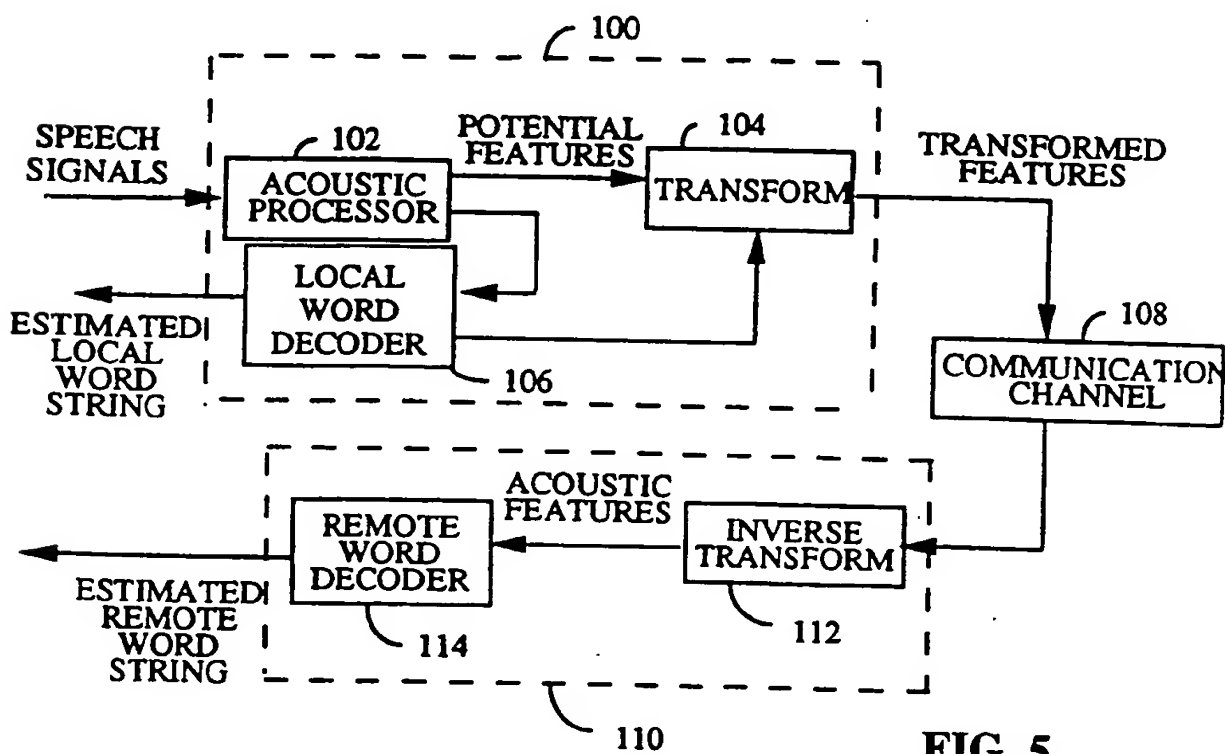 100
SPEECH
SIGNALS
102
ACOUSTIC
PROCESSOR
POTENTIAL
FEATURES
104
TRANSFORM
TRANSFORMED
FEATURES
LOCAL
WORD
DECODER
106
ESTIMATED
LOCAL
WORD
STRING
108
COMMUNICATION
CHANNEL
ACOUSTIC
FEATURES
REMOTE
WORD
DECODER
114
INVERSE
TRANSFORM
112
ESTIMATED
REMOTE
WORD
STRING
110
FIG. 5